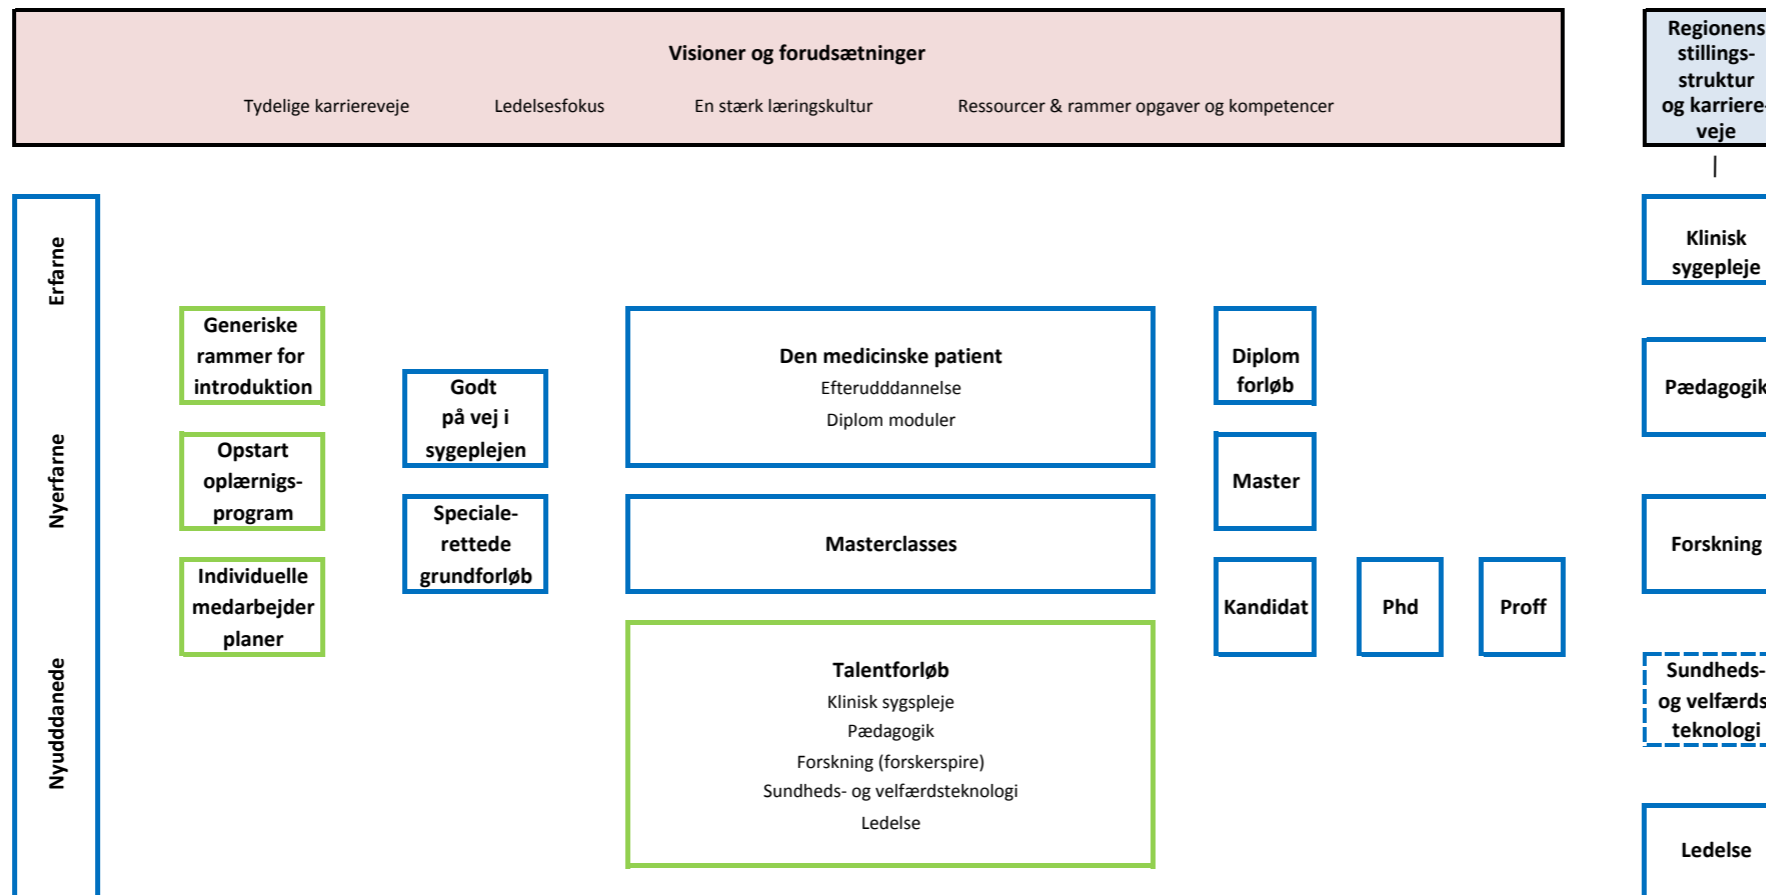 Visioner og forudsætninger
Tydelige karriereveje
Ledelsesfokus
En stærk læringskultur
Ressourcer & rammer opgaver og kompetencer
Regionens
stillings-
struktur
og karriere-
veje
Erfarne
Nyerfarne
Nyudddanede
Generiske
rammer for
introduktion
Opstart
oplærnigs-
program
Individuelle
medarbejder
planer
Godt
på vej i
sygeplejen
Speciale-
rettede
grundforløb
Den medicinske patient
Efterudddannelse
Diplom moduler
Masterclasses
Talentforløb
Klinisk sygspleje
Pædagogik
Forskning (forskerspire)
Sundheds- og velfærdsteknologi
Ledelse
Diplom
forløb
Master
Kandidat
Phd
Proff
Klinisk
sygepleje
Pædagogik
Forskning
Sundheds-
og velfærds-
teknologi
Ledelse